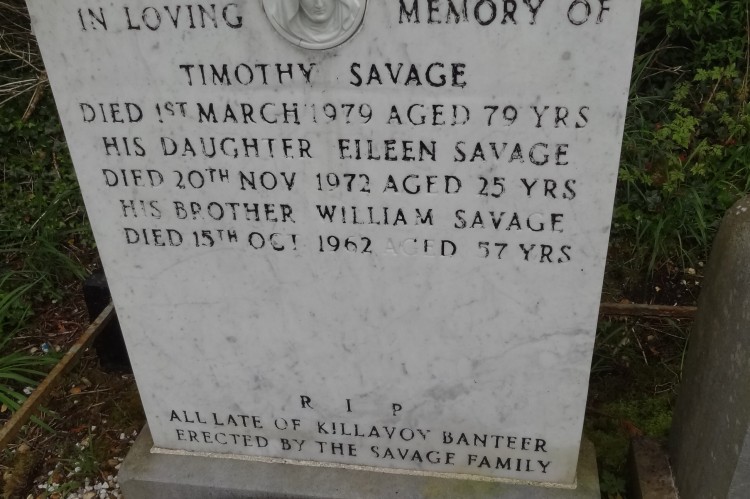 IN LOVING MEMORY OF
TIMOTHY SAVAGE
DIED 1ST MARCH 1979 AGED 79 YRS
HIS DAUGHTER EILEEN SAVAGE
DIED 20TH NOV 1972 AGED 25 YRS
HIS BROTHER WILLIAM SAVAGE
DIED 15TH OCT 1962 AGED 57 YRS
R I P
ALL LATE OF KILLAVOY BANTEER
ERECTED BY THE SAVAGE FAMILY